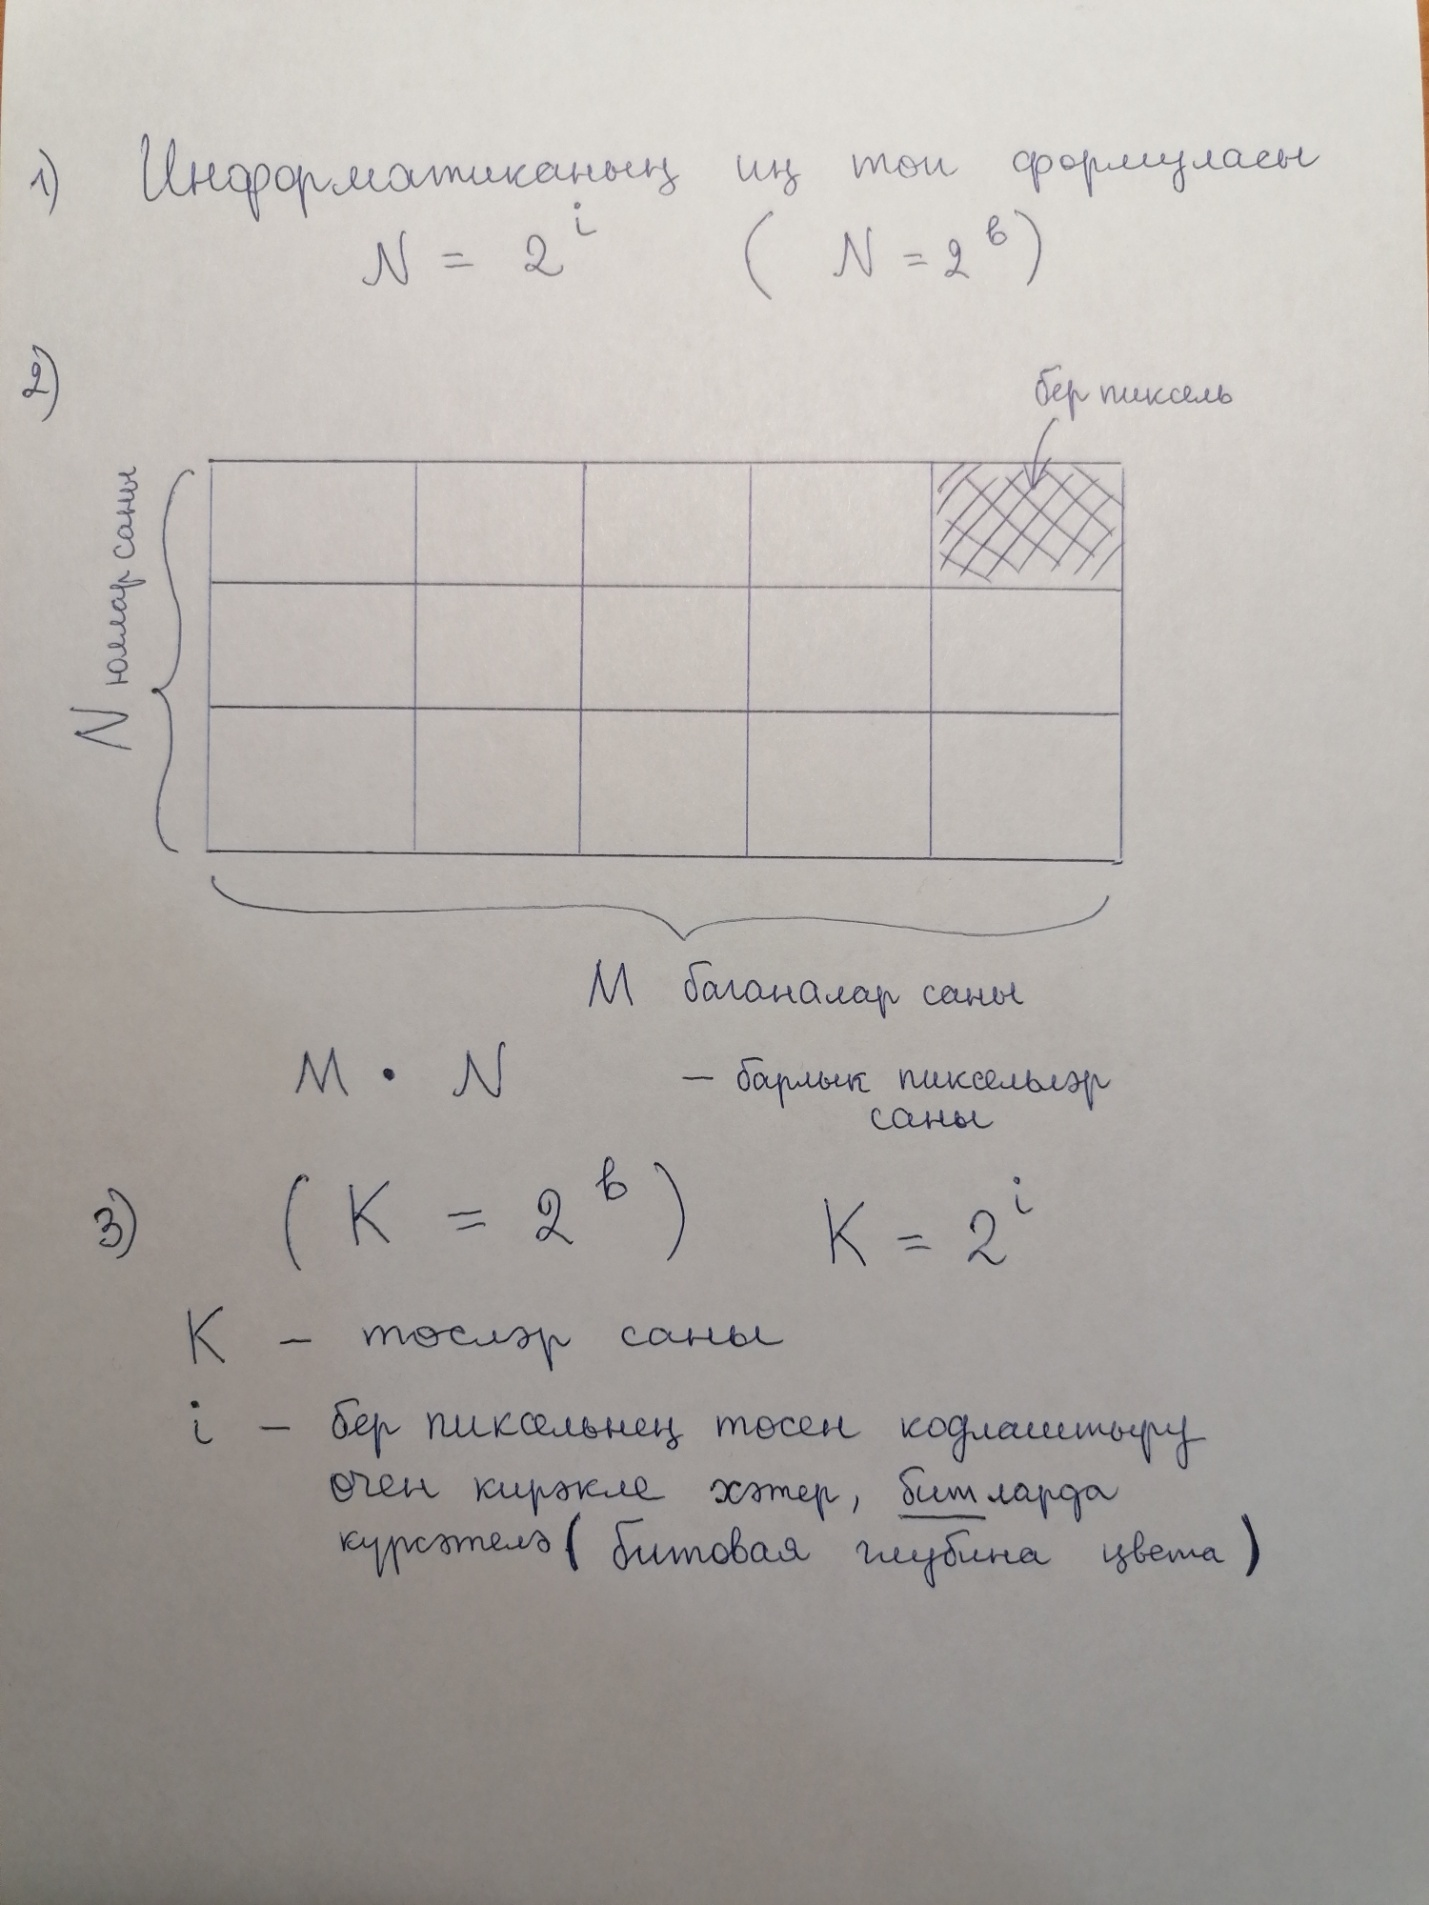 1) Информатиканың иң топ формуласы
N = 2^i ( N = 2^b )
2)
бер пиксель
N юллар саны
M баганалар саны
M · N – барлык пиксельләр
саны
3) ( K = 2^b ) K = 2^i
K – төсләр саны
i – бер пиксельнең төсен кодлаштыру
өчен кирәкле хәтер, битларда
күрсәтелә ( битовая глубина цвета )